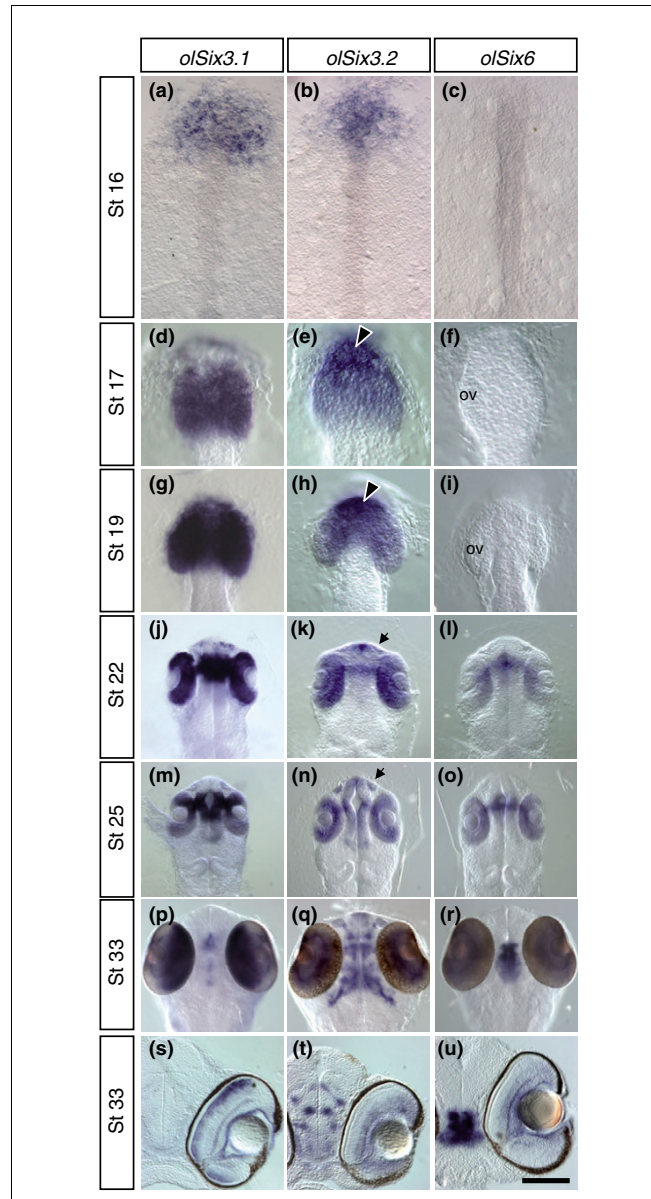 olSix3.1 olSix3.2 olSix6
St 16 (a) (b) (c)
St 17 (d) (e) (f)
ov
St 19 (g) (h) (i)
ov
St 22 (j) (k) (l)
St 25 (m) (n) (o)
St 33 (p) (q) (r)
St 33 (s) (t) (u)